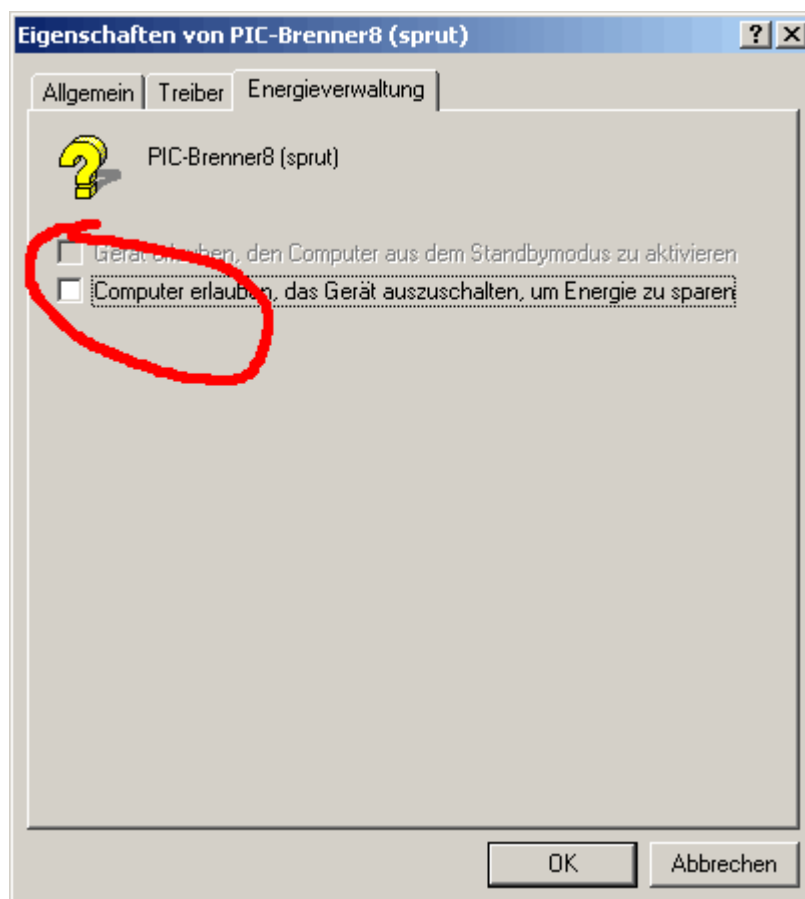 Eigenschaften von PIC-Brenner8 (sprut)
Allgemein Treiber Energieverwaltung
PIC-Brenner8 (sprut)
Gerät erlauben, den Computer aus dem Standbymodus zu aktivieren
Computer erlauben, das Gerät auszuschalten, um Energie zu sparen
OK Abbrechen